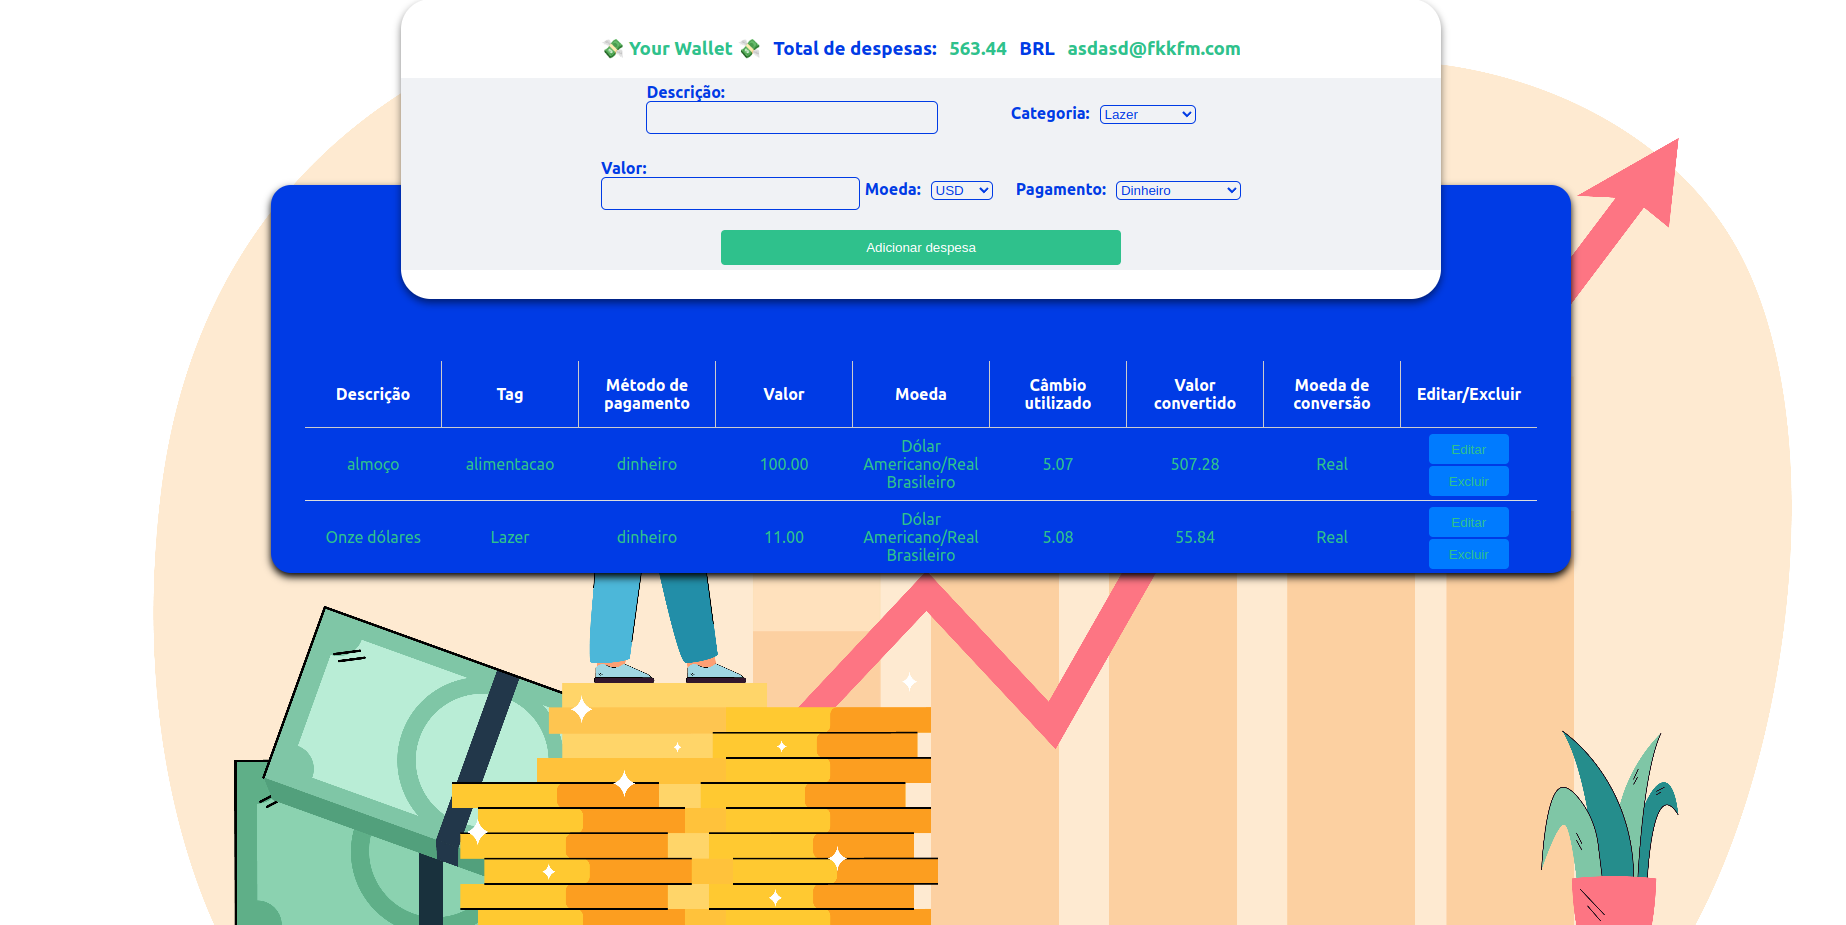 💸 Your Wallet 💸 Total de despesas: 563.44 BRL asdasd@fkkfm.com
Descrição:
Categoria: Lazer
Valor:
Moeda: USD Pagamento: Dinheiro
Adicionar despesa
Descrição Tag Método de pagamento Valor Moeda Câmbio utilizado Valor convertido Moeda de conversão Editar/Excluir
almoço alimentacao dinheiro 100.00 Dólar Americano/Real Brasileiro 5.07 507.28 Real Editar
Excluir
Onze dólares Lazer dinheiro 11.00 Dólar Americano/Real Brasileiro 5.08 55.84 Real Editar
Excluir